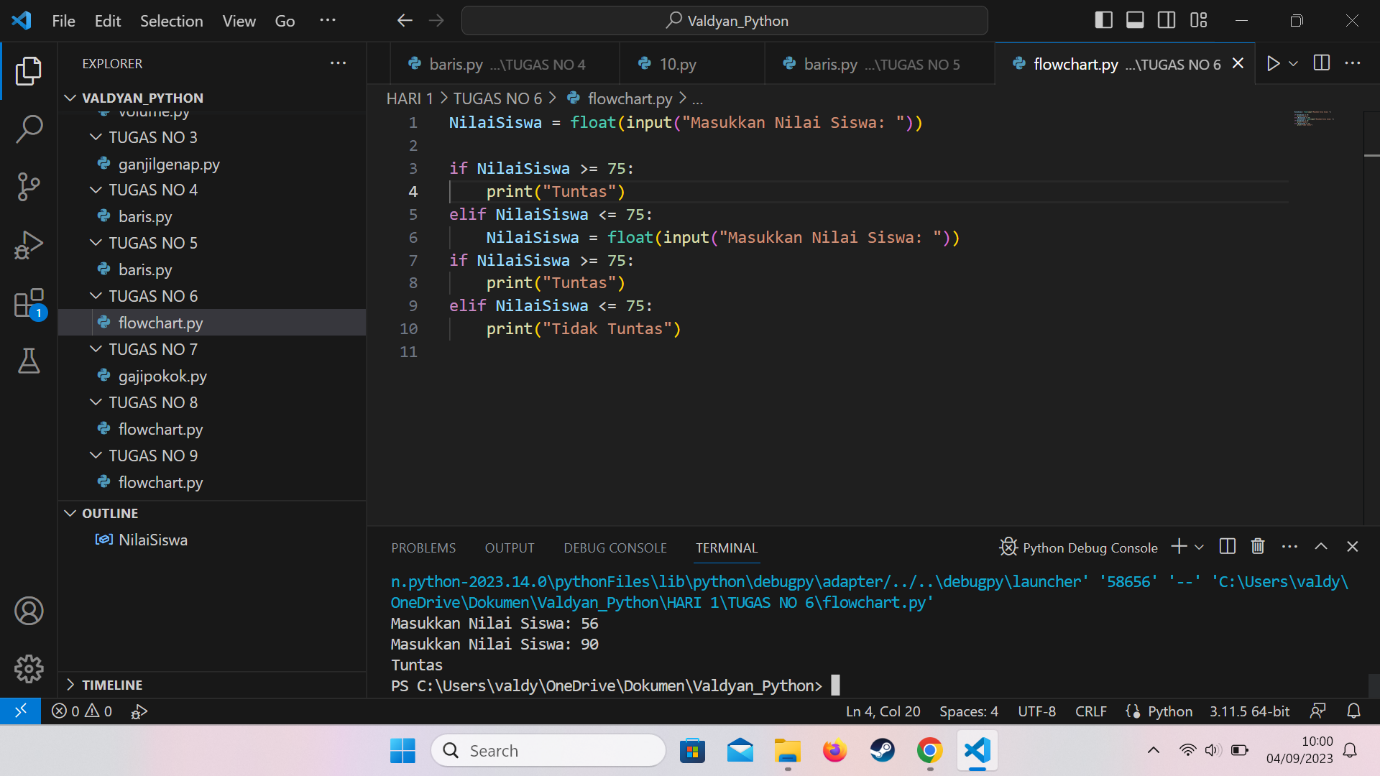 File Edit Selection View Go ··· Valdyan_Python
EXPLORER ···
VALDYAN_PYTHON
volume.py
TUGAS NO 3
ganjilgenap.py
TUGAS NO 4
baris.py
TUGAS NO 5
baris.py
TUGAS NO 6
flowchart.py
TUGAS NO 7
gajipokok.py
TUGAS NO 8
flowchart.py
TUGAS NO 9
flowchart.py
OUTLINE
NilaiSiswa
TIMELINE
1
baris.py ...\TUGAS NO 4 10.py baris.py ...\TUGAS NO 5 flowchart.py ...\TUGAS NO 6
HARI 1 > TUGAS NO 6 > flowchart.py > ...
1 NilaiSiswa = float(input("Masukkan Nilai Siswa: "))
2
3 if NilaiSiswa >= 75:
4     print("Tuntas")
5 elif NilaiSiswa <= 75:
6     NilaiSiswa = float(input("Masukkan Nilai Siswa: "))
7 if NilaiSiswa >= 75:
8     print("Tuntas")
9 elif NilaiSiswa <= 75:
10     print("Tidak Tuntas")
11
PROBLEMS OUTPUT DEBUG CONSOLE TERMINAL Python Debug Console
n.python-2023.14.0\pythonFiles\lib\python\debugpy\adapter/../..\debugpy\launcher' '58656' '--' 'C:\Users\valdy\
OneDrive\Dokumen\Valdyan_Python\HARI 1\TUGAS NO 6\flowchart.py'
Masukkan Nilai Siswa: 56
Masukkan Nilai Siswa: 90
Tuntas
PS C:\Users\valdy\OneDrive\Dokumen\Valdyan_Python>
0 0 Ln 4, Col 20 Spaces: 4 UTF-8 CRLF Python 3.11.5 64-bit
Search
10:00
04/09/2023